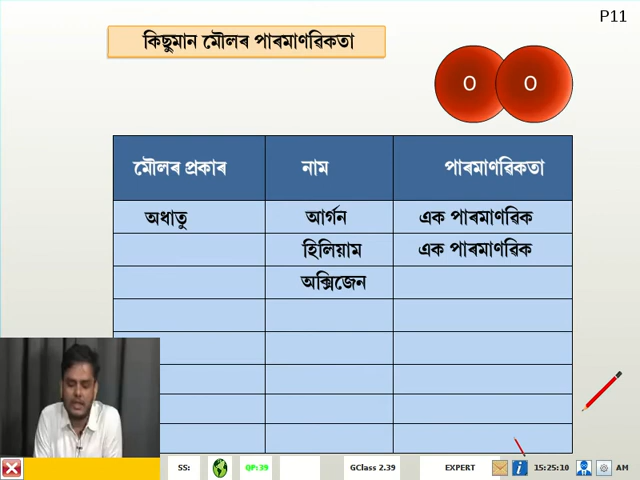 P11
কিছুমান মৌলৰ পাৰমাণৱিকতা
O O
মৌলৰ প্ৰকাৰ নাম পাৰমাণৱিকতা
অধাতু আৰ্গন এক পাৰমাণৱিক
হিলিয়াম এক পাৰমাণৱিক
অক্সিজেন
SS: QP:39 GClass 2.39 EXPERT 15:25:10 AM